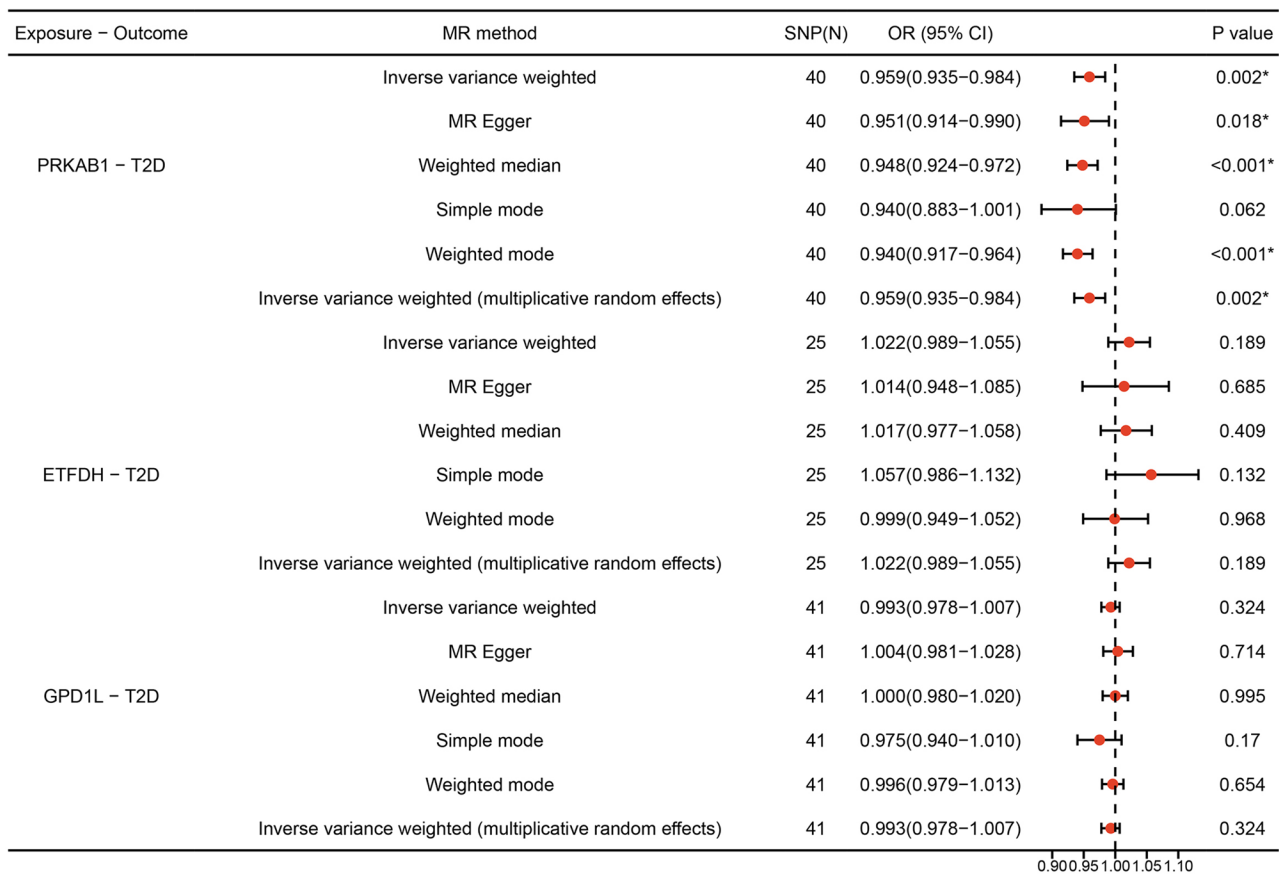 Exposure − Outcome MR method SNP(N) OR (95% CI) P value
Inverse variance weighted 40 0.959(0.935−0.984) 0.002*
MR Egger 40 0.951(0.914−0.990) 0.018*
PRKAB1 − T2D Weighted median 40 0.948(0.924−0.972) <0.001*
Simple mode 40 0.940(0.883−1.001) 0.062
Weighted mode 40 0.940(0.917−0.964) <0.001*
Inverse variance weighted (multiplicative random effects) 40 0.959(0.935−0.984) 0.002*
Inverse variance weighted 25 1.022(0.989−1.055) 0.189
MR Egger 25 1.014(0.948−1.085) 0.685
Weighted median 25 1.017(0.977−1.058) 0.409
ETFDH − T2D Simple mode 25 1.057(0.986−1.132) 0.132
Weighted mode 25 0.999(0.949−1.052) 0.968
Inverse variance weighted (multiplicative random effects) 25 1.022(0.989−1.055) 0.189
Inverse variance weighted 41 0.993(0.978−1.007) 0.324
MR Egger 41 1.004(0.981−1.028) 0.714
GPD1L − T2D Weighted median 41 1.000(0.980−1.020) 0.995
Simple mode 41 0.975(0.940−1.010) 0.17
Weighted mode 41 0.996(0.979−1.013) 0.654
Inverse variance weighted (multiplicative random effects) 41 0.993(0.978−1.007) 0.324
0.90 0.95 1.00 1.05 1.10